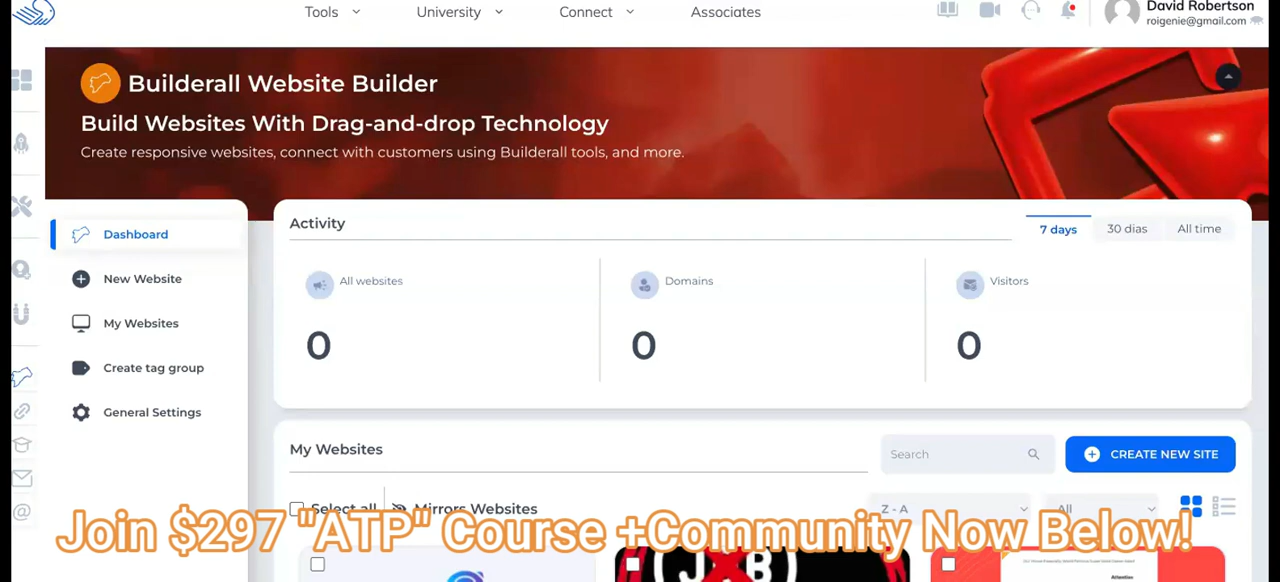 Tools
University
Connect
Associates
David Robertson
roigenie@gmail.com
Builderall Website Builder
Build Websites With Drag-and-drop Technology
Create responsive websites, connect with customers using Builderall tools, and more.
Dashboard
New Website
My Websites
Create tag group
General Settings
Activity
7 days
30 dias
All time
All websites
0
Domains
0
Visitors
0
My Websites
Search
CREATE NEW SITE
Select all
Mirrors Websites
Z - A
All
Join $297 "ATP" Course +Community Now Below!
Attention